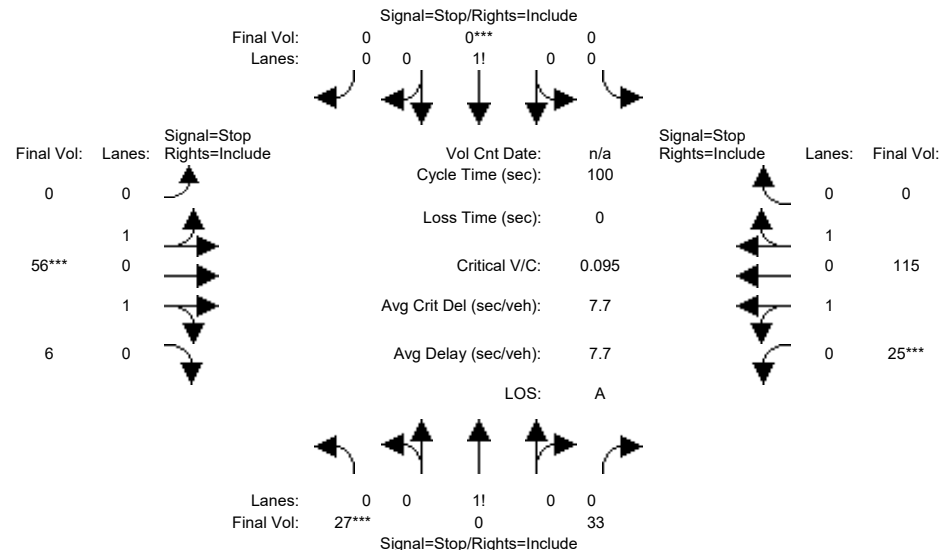 Signal=Stop/Rights=Include
Final Vol: 0 0*** 0
Lanes: 0 0 1! 0 0
Signal=Stop Signal=Stop
Final Vol: Lanes: Rights=Include Vol Cnt Date: n/a Rights=Include Lanes: Final Vol:
Cycle Time (sec): 100
0 0 0 0
Loss Time (sec): 0
1 1
56*** 0 Critical V/C: 0.095 0 115
1 Avg Crit Del (sec/veh): 7.7 1
6 0 Avg Delay (sec/veh): 7.7 0 25***
LOS: A
Lanes: 0 0 1! 0 0
Final Vol: 27*** 0 33
Signal=Stop/Rights=Include